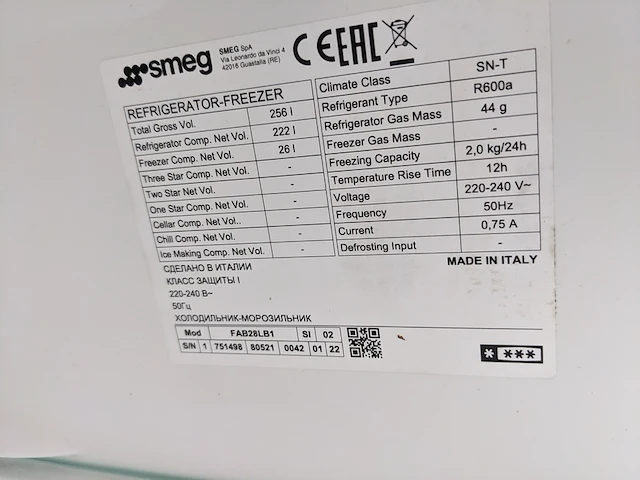 smeg
SMEG SpA
Via Leonardo da Vinci 4
42016 Guastalla (RE)
CE EAC
REFRIGERATOR-FREEZER
Total Gross Vol. 256 l
Refrigerator Comp. Net Vol. 222 l
Freezer Comp. Net Vol. 26 l
Three Star Comp. Net Vol. -
Two Star Net Vol. -
One Star Comp. Net Vol. -
Cellar Comp. Net Vol.. -
Chill Comp. Net Vol. -
Ice Making Comp. Net Vol. -
Climate Class SN-T
Refrigerant Type R600a
Refrigerator Gas Mass 44 g
Freezer Gas Mass -
Freezing Capacity 2,0 kg/24h
Temperature Rise Time 12h
Voltage 220-240 V~
Frequency 50Hz
Current 0,75 A
Defrosting Input -
СДЕЛАНО В ИТАЛИИ
КЛАСС ЗАЩИТЫ I
220-240 В~
50Гц
ХОЛОДИЛЬНИК-МОРОЗИЛЬНИК
MADE IN ITALY
Mod FAB28LB1 SI 02
S/N 1 751498 80521 0042 01 22
* ***